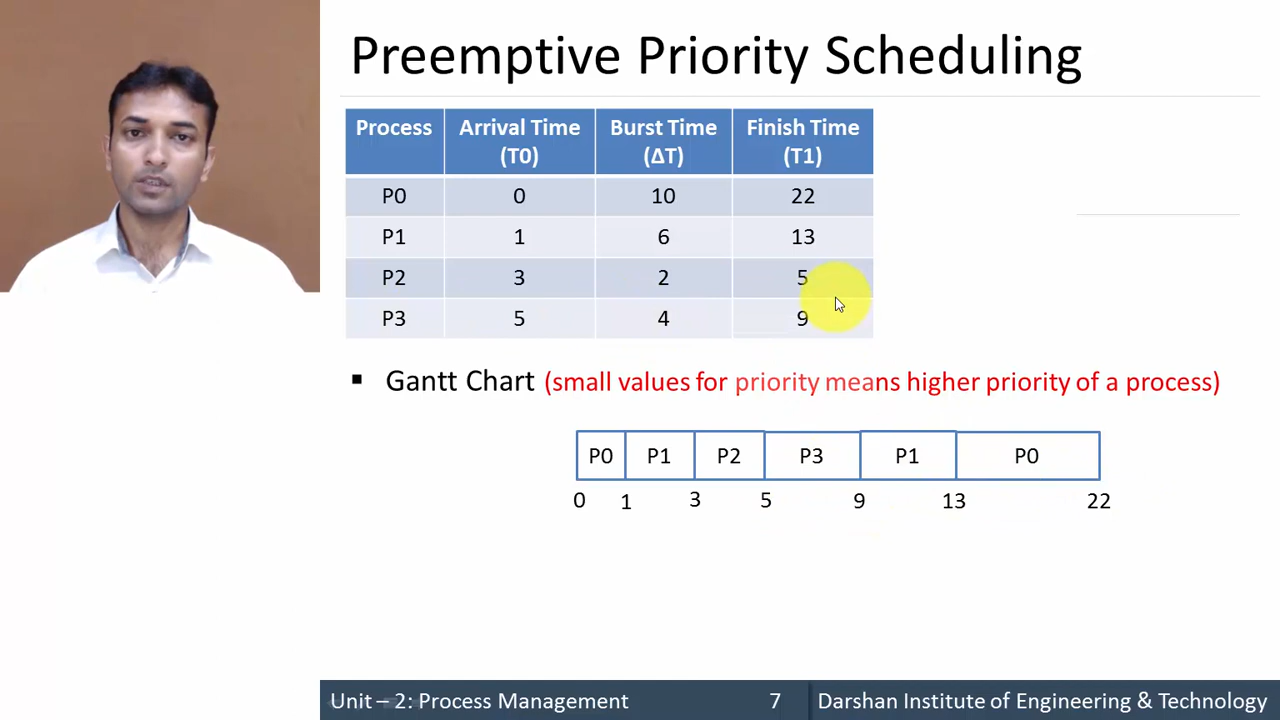 Preemptive Priority Scheduling
Process Arrival Time (T0) Burst Time (ΔT) Finish Time (T1)
P0 0 10 22
P1 1 6 13
P2 3 2 5
P3 5 4 9
▪ Gantt Chart (small values for priority means higher priority of a process)
P0 P1 P2 P3 P1 P0
0 1 3 5 9 13 22
Unit – 2: Process Management 7 Darshan Institute of Engineering & Technology